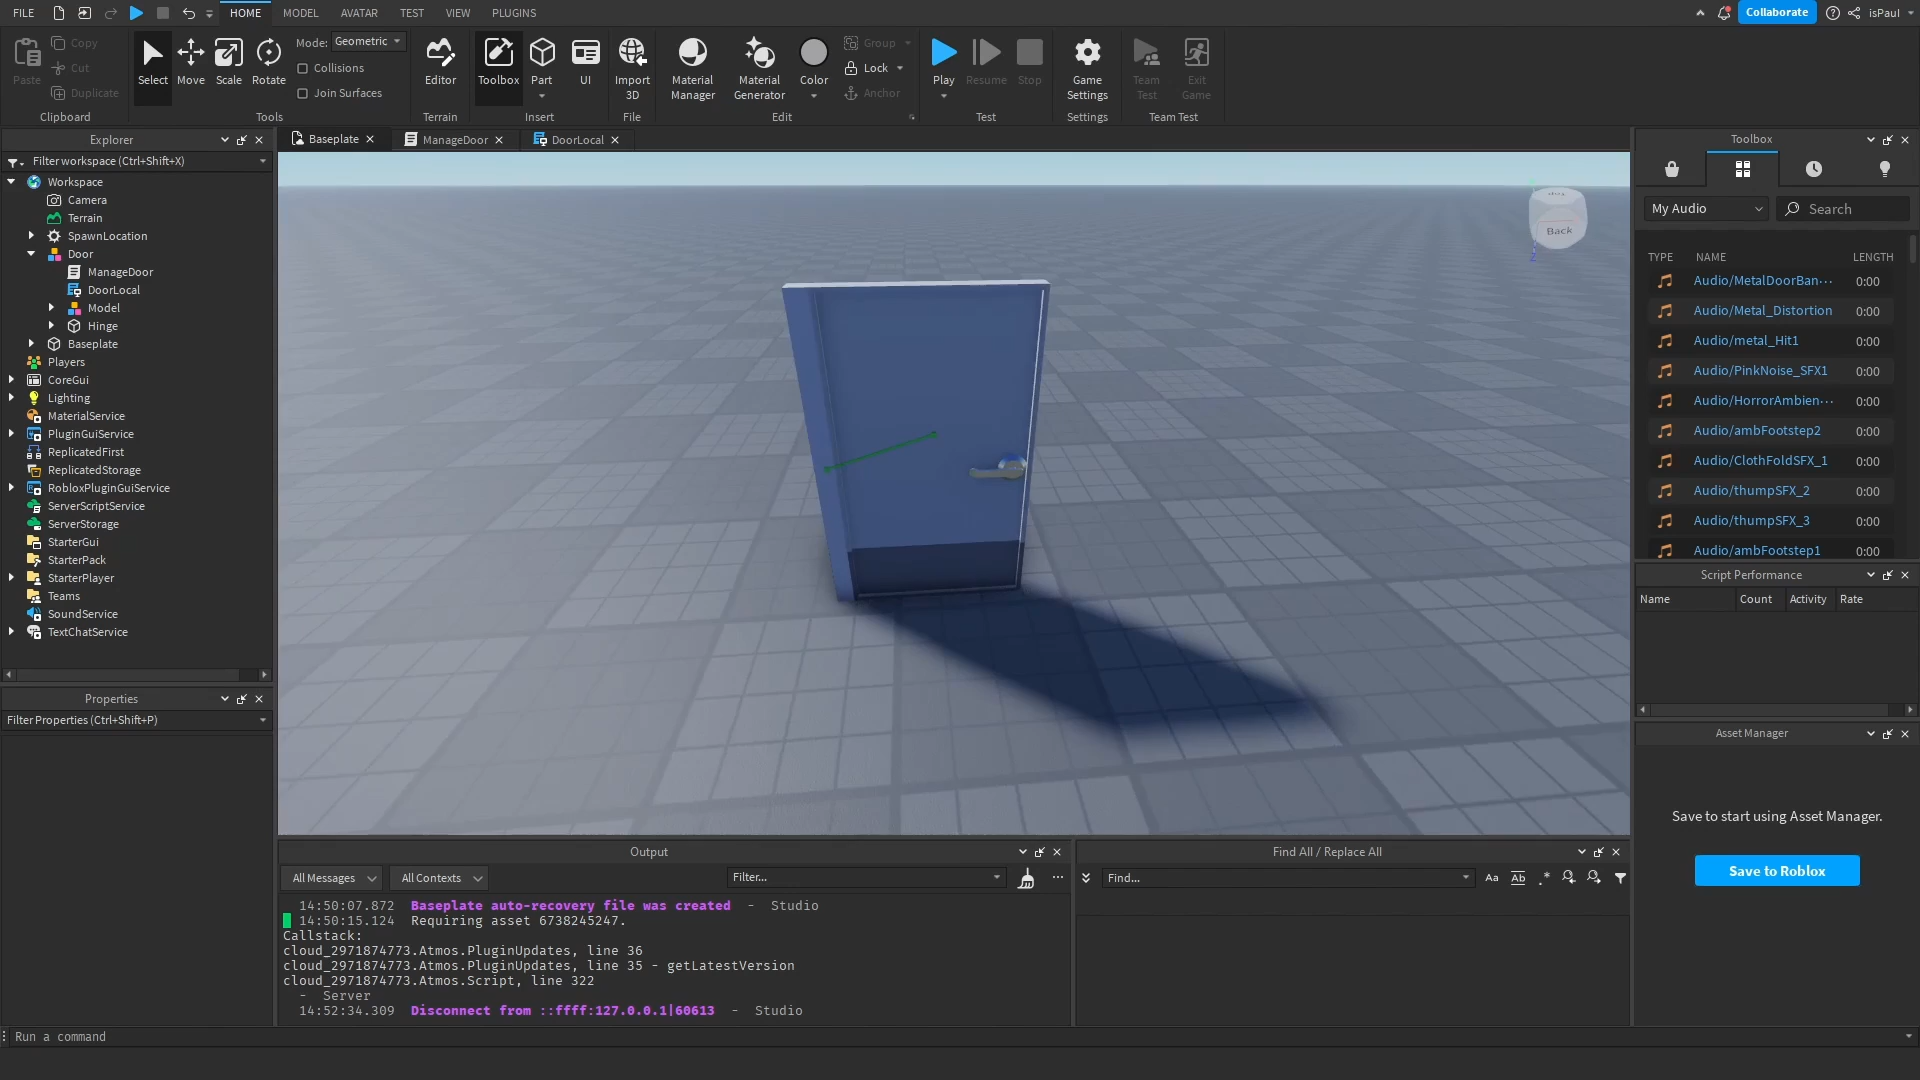 FILE
HOME
MODEL
AVATAR
TEST
VIEW
PLUGINS
Collaborate
isPaul
Paste
Copy
Cut
Duplicate
Clipboard
Select
Move
Scale
Rotate
Mode: Geometric
Collisions
Join Surfaces
Tools
Editor
Terrain
Toolbox
Part
UI
Insert
Import
3D
File
Material
Manager
Material
Generator
Color
Group
Lock
Anchor
Edit
Play
Resume
Stop
Test
Game
Settings
Settings
Team
Test
Exit
Game
Team Test
Explorer
Filter workspace (Ctrl+Shift+X)
Workspace
Camera
Terrain
SpawnLocation
Door
ManageDoor
DoorLocal
Model
Hinge
Baseplate
Players
CoreGui
Lighting
MaterialService
PluginGuiService
ReplicatedFirst
ReplicatedStorage
RobloxPluginGuiService
ServerScriptService
ServerStorage
StarterGui
StarterPack
StarterPlayer
Teams
SoundService
TextChatService
Properties
Filter Properties (Ctrl+Shift+P)
Baseplate
ManageDoor
DoorLocal
Back
Z
Output
All Messages
All Contexts
Filter...
14:50:07.872 Baseplate auto-recovery file was created - Studio
14:50:15.124 Requiring asset 6738245247.
Callstack:
cloud_2971874773.Atmos.PluginUpdates, line 36
cloud_2971874773.Atmos.PluginUpdates, line 35 - getLatestVersion
cloud_2971874773.Atmos.Script, line 322
- Server
14:52:34.309 Disconnect from ::ffff:127.0.0.1|60613 - Studio
Find All / Replace All
Find...
Aa
Ab
.*
Toolbox
My Audio
Search
TYPE NAME LENGTH
Audio/MetalDoorBan··· 0:00
Audio/Metal_Distortion 0:00
Audio/metal_Hit1 0:00
Audio/PinkNoise_SFX1 0:00
Audio/HorrorAmbien··· 0:00
Audio/ambFootstep2 0:00
Audio/ClothFoldSFX_1 0:00
Audio/thumpSFX_2 0:00
Audio/thumpSFX_3 0:00
Audio/ambFootstep1 0:00
Script Performance
Name Count Activity Rate
Asset Manager
Save to start using Asset Manager.
Save to Roblox
Run a command